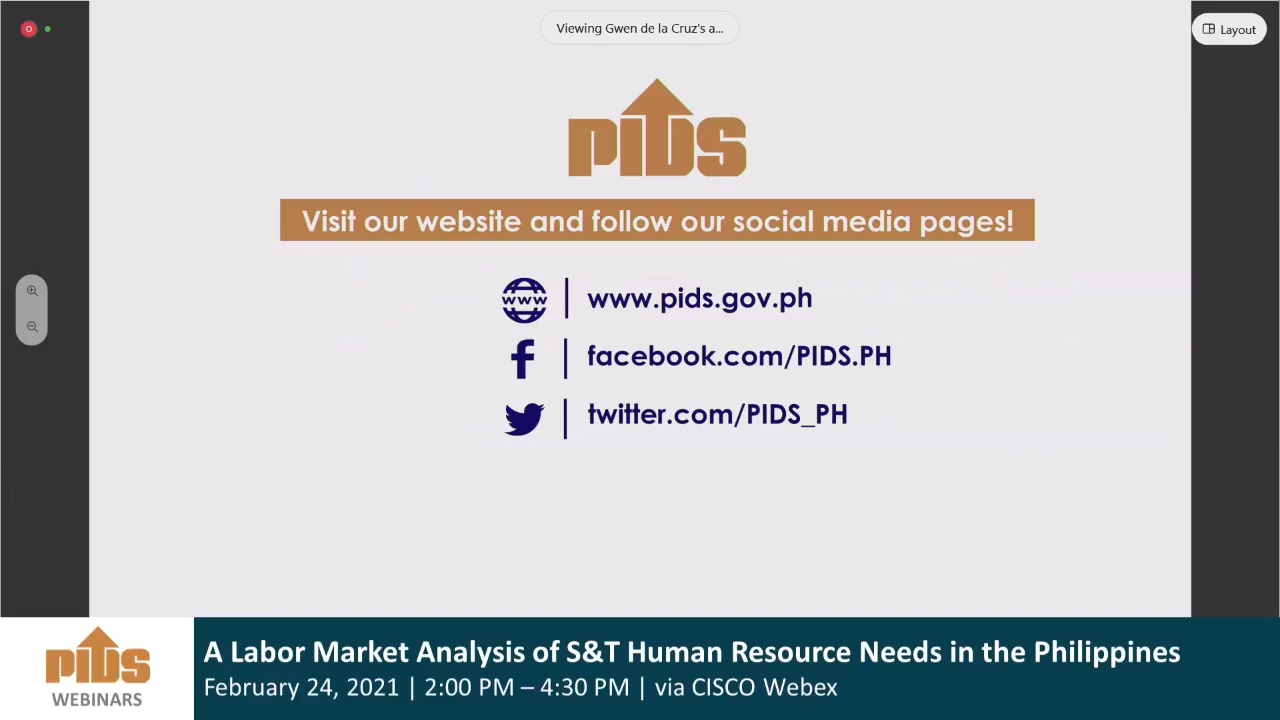 Viewing Gwen de la Cruz's a...
Layout
PIDS
Visit our website and follow our social media pages!
www
www.pids.gov.ph
facebook.com/PIDS.PH
twitter.com/PIDS_PH
PIDS
WEBINARS
A Labor Market Analysis of S&T Human Resource Needs in the Philippines
February 24, 2021 | 2:00 PM – 4:30 PM | via CISCO Webex